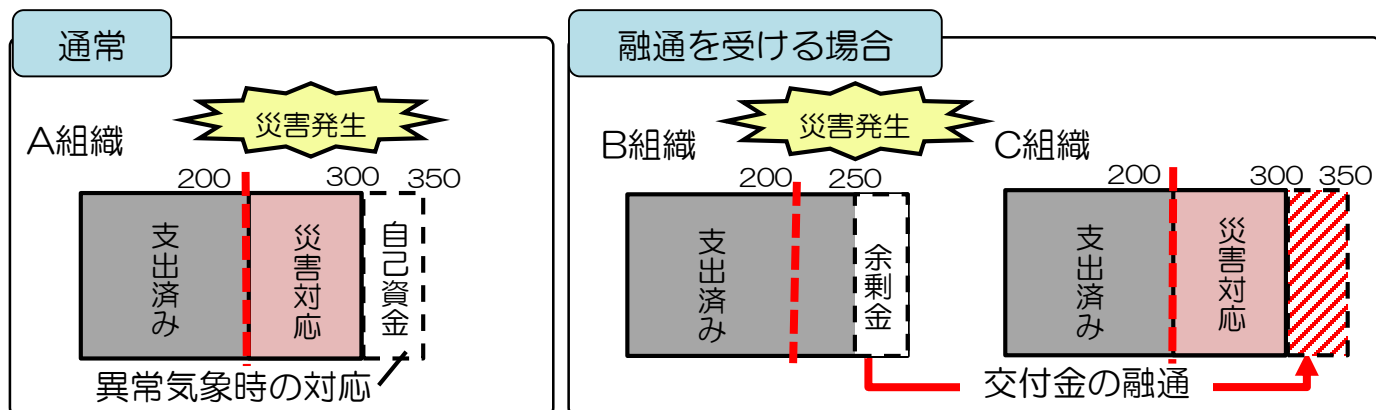 通常
災害発生
A組織
200
300
350
支出済み
災害対応
自己資金
異常気象時の対応
融通を受ける場合
災害発生
B組織
200
250
支出済み
余剰金
C組織
200
300
350
支出済み
災害対応
交付金の融通